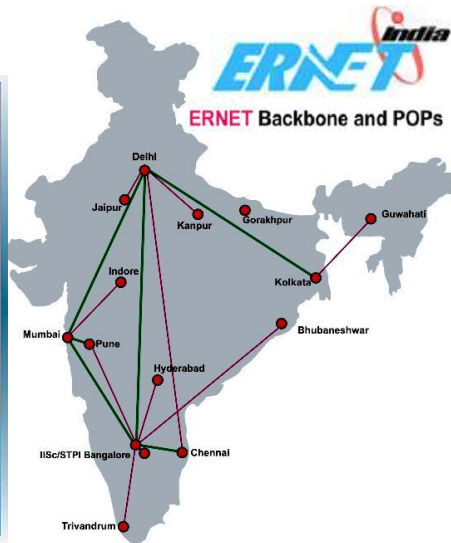 India
ERNET
ERNET Backbone and POPs
Delhi
Jaipur
Kanpur
Gorakhpur
Guwahati
Indore
Kolkata
Mumbai
Pune
Bhubaneshwar
Hyderabad
IISc/STPI Bangalore
Chennai
Trivandrum